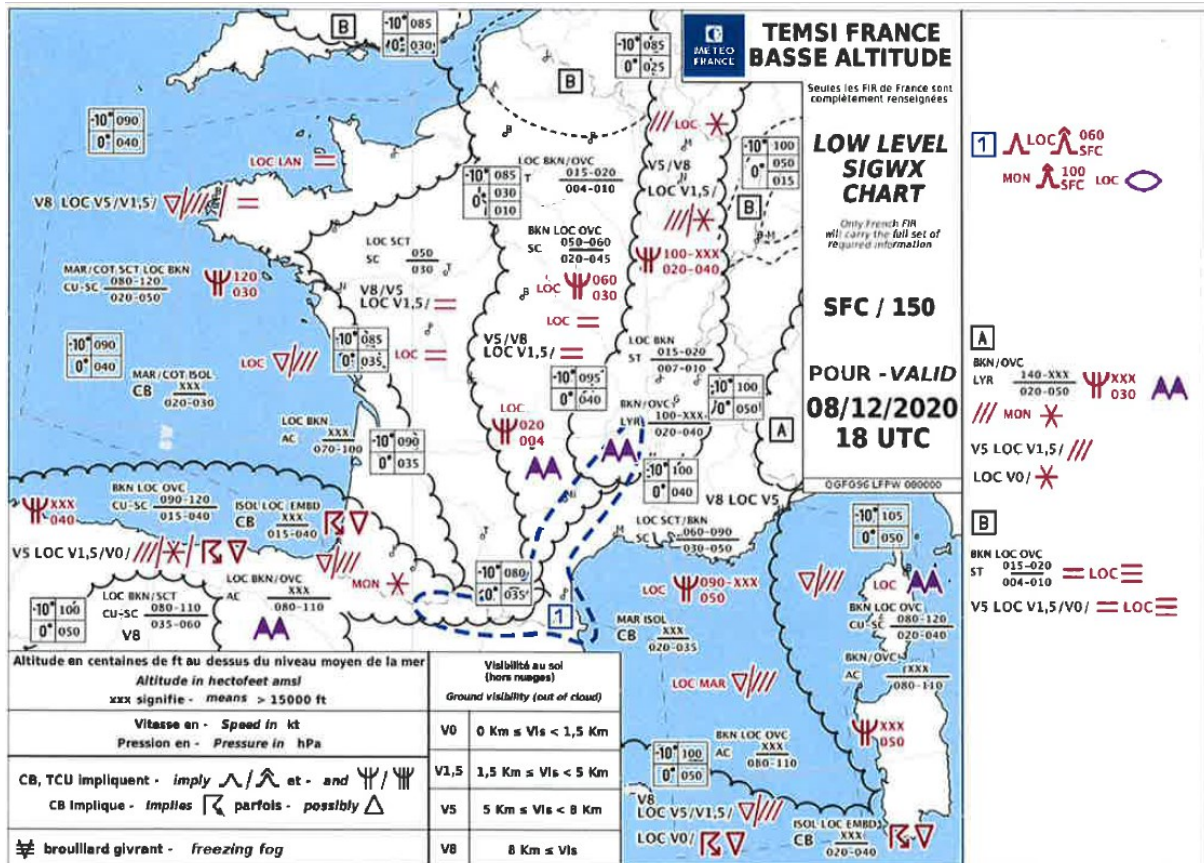 TEMSI FRANCE
BASSE ALTITUDE
METEO
FRANCE
Seules les FIR de France sont
complètement renseignées
LOW LEVEL
SIGWX
CHART
Only French FIR
will carry the full set of
required information
SFC / 150
POUR - VALID
08/12/2020
18 UTC
QGFG96 LFPW 080000
B
-10° 085
0° 030
-10° 085
0° 025
B
-10° 090
0° 040
LOC LAN
V8 LOC V5/V1,5/
-10° 085
0° 030
010
LOC BKN/OVC
015-020
004-010
LOC
V5/V8
LOC V1,5/
-10° 100
0° 050
015
B
100-XXX
020-040
BKN LOC OVC
SC 050-060
020-045
LOC 060
030
LOC
V5/V8
LOC V1,5/
LOC SCT
SC 050
030
V8/V5
LOC V1,5/
MAR/COT SCT LOC BKN
CU-SC 080-120
020-050
120
030
-10° 090
0° 040
LOC
-10° 085
0° 035
LOC
MAR/COT ISOL
CB XXX
020-030
LOC BKN
AC XXX
070-100
-10° 090
0° 035
LOC BKN
ST 015-020
007-010
-10° 095
0° 040
-10° 100
0° 050
A
LOC
020
004
BKN/OVC
LYR 100-XXX
020-040
-10° 100
0° 040
V8 LOC V5
LOC SCT/BKN
SC 060-090
030-050
XXX
040
BKN LOC OVC
CU-SC 090-120
015-040
ISOL LOC EMBD
CB XXX
015-040
V5 LOC V1,5/V0/
MON
-10° 080
0° 035
1
-10° 100
0° 050
LOC BKN/SCT
CU-SC 080-110
035-060
V8
LOC BKN/OVC
AC XXX
080-110
-10° 105
0° 050
LOC 090-XXX
050
LOC
MAR ISOL
CB XXX
020-035
BKN LOC OVC
CU-SC 080-120
020-040
BKN/OVC
AC XXX
080-110
LOC MAR
XXX
050
BKN LOC OVC
AC XXX
080-110
-10° 100
0° 050
V8
LOC V5/V1,5/
LOC V0/
ISOL LOC EMBD
CB XXX
020-040
1 LOC 060
SFC
MON 100
SFC LOC
A
BKN/OVC
LYR 140-XXX
020-050
XXX
030
MON
V5 LOC V1,5/
LOC V0/
B
BKN LOC OVC
ST 015-020
004-010
LOC
V5 LOC V1,5/V0/ LOC
Altitude en centaines de ft au dessus du niveau moyen de la mer
Altitude in hectofeet amsl
xxx signifie - means > 15000 ft
Vitesse en - Speed in kt
Pression en - Pressure in hPa
CB, TCU impliquent - imply / et - and /
CB implique - implies parfois - possibly
brouillard givrant - freezing fog
Visibilité au sol
(hors nuages)
Ground visibility (out of cloud)
V0 0 Km ≤ Vis < 1,5 Km
V1,5 1,5 Km ≤ Vis < 5 Km
V5 5 Km ≤ Vis < 8 Km
V8 8 Km ≤ Vis